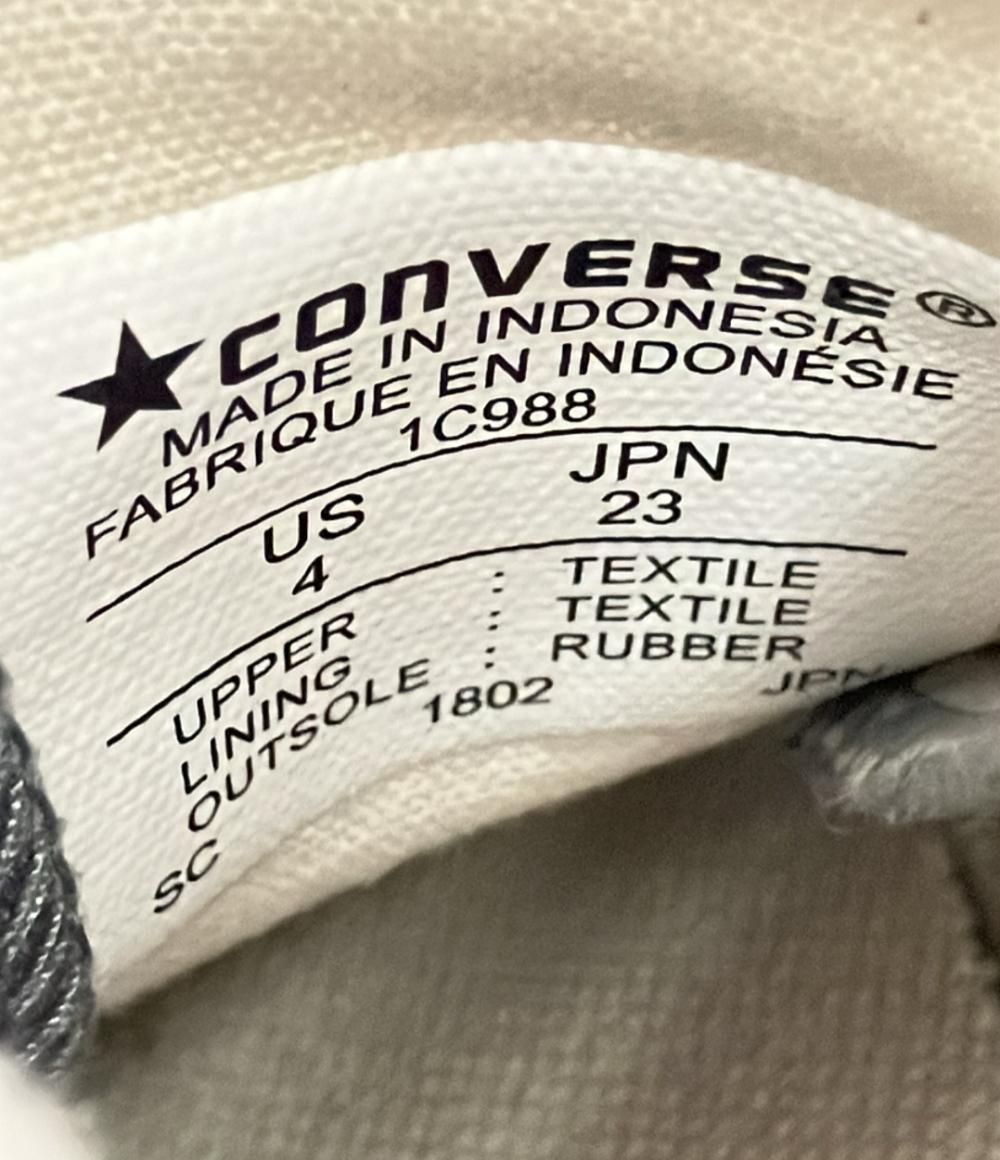 ★CONVERSE®
MADE IN INDONESIA
FABRIQUE EN INDONÉSIE
1C988
US JPN
4 23
UPPER : TEXTILE
LINING : TEXTILE
OUTSOLE : RUBBER
SC 1802 JPN